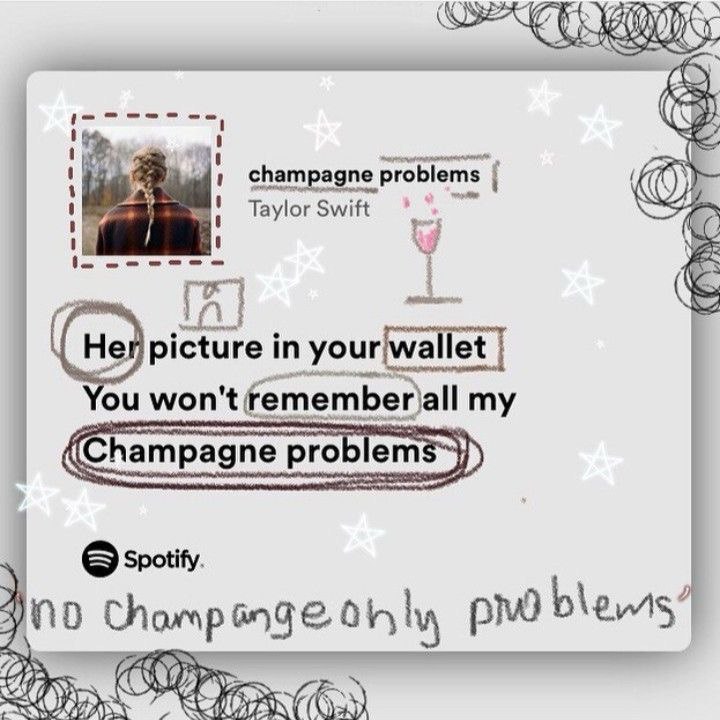 champagne problems
Taylor Swift
Her picture in your wallet
You won't remember all my
Champagne problems
Spotify.
"no champange only problems"